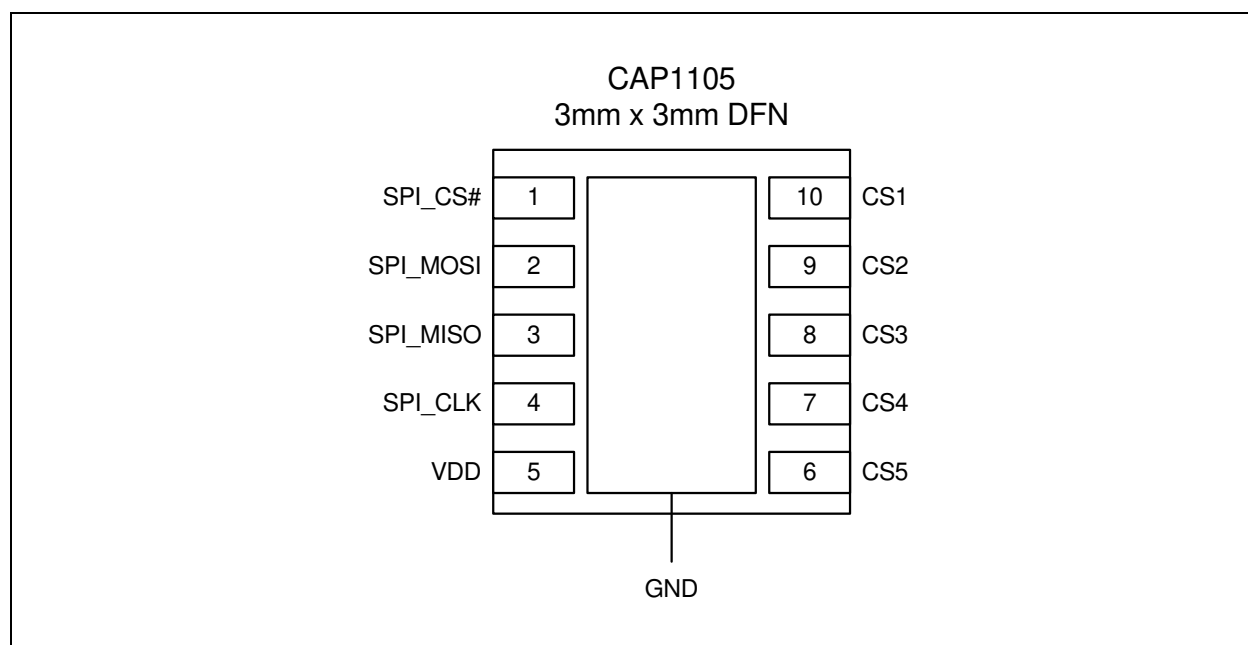 CAP1105
3mm x 3mm DFN
SPI_CS# 1 10 CS1
SPI_MOSI 2 9 CS2
SPI_MISO 3 8 CS3
SPI_CLK 4 7 CS4
VDD 5 6 CS5
GND